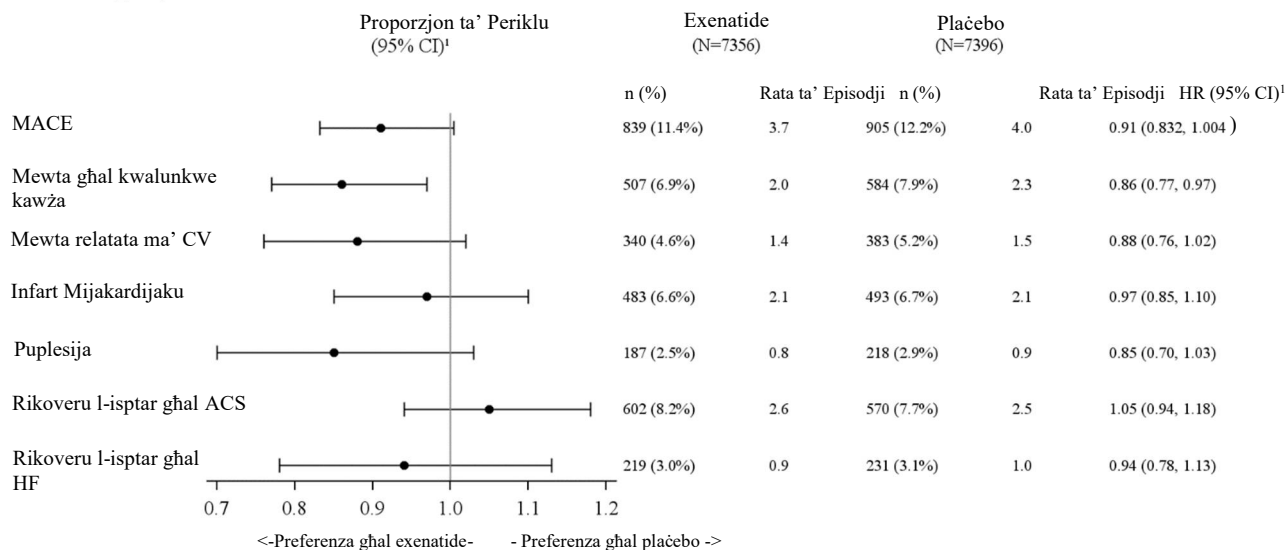 Proporzjon ta’ Periklu Exenatide Plaċebo
(95% CI)¹ (N=7356) (N=7396)
n (%) Rata ta’ Episodji n (%) Rata ta’ Episodji HR (95% CI)¹
MACE 839 (11.4%) 3.7 905 (12.2%) 4.0 0.91 (0.832, 1.004 )
Mewta għal kwalunkwe
kawża 507 (6.9%) 2.0 584 (7.9%) 2.3 0.86 (0.77, 0.97)
Mewta relatata ma’ CV 340 (4.6%) 1.4 383 (5.2%) 1.5 0.88 (0.76, 1.02)
Infart Mijakardijaku 483 (6.6%) 2.1 493 (6.7%) 2.1 0.97 (0.85, 1.10)
Puplesija 187 (2.5%) 0.8 218 (2.9%) 0.9 0.85 (0.70, 1.03)
Rikoveru l-isptar għal ACS 602 (8.2%) 2.6 570 (7.7%) 2.5 1.05 (0.94, 1.18)
Rikoveru l-isptar għal
HF 219 (3.0%) 0.9 231 (3.1%) 1.0 0.94 (0.78, 1.13)
0.7 0.8 0.9 1.0 1.1 1.2
<-Preferenza għal exenatide- - Preferenza għal plaċebo ->